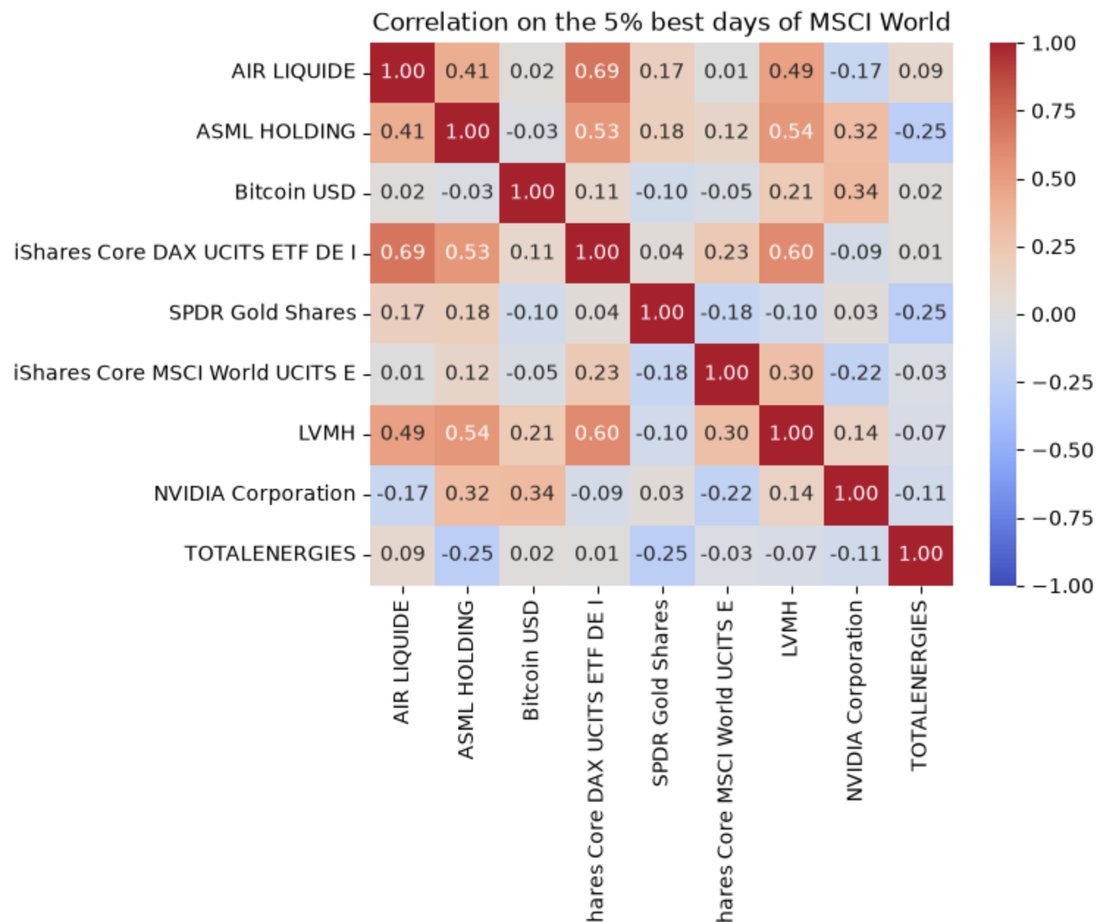 Correlation on the 5% best days of MSCI World
AIR LIQUIDE 1.00 0.41 0.02 0.69 0.17 0.01 0.49 -0.17 0.09
ASML HOLDING 0.41 1.00 -0.03 0.53 0.18 0.12 0.54 0.32 -0.25
Bitcoin USD 0.02 -0.03 1.00 0.11 -0.10 -0.05 0.21 0.34 0.02
iShares Core DAX UCITS ETF DE I 0.69 0.53 0.11 1.00 0.04 0.23 0.60 -0.09 0.01
SPDR Gold Shares 0.17 0.18 -0.10 0.04 1.00 -0.18 -0.10 0.03 -0.25
iShares Core MSCI World UCITS E 0.01 0.12 -0.05 0.23 -0.18 1.00 0.30 -0.22 -0.03
LVMH 0.49 0.54 0.21 0.60 -0.10 0.30 1.00 0.14 -0.07
NVIDIA Corporation -0.17 0.32 0.34 -0.09 0.03 -0.22 0.14 1.00 -0.11
TOTALENERGIES 0.09 -0.25 0.02 0.01 -0.25 -0.03 -0.07 -0.11 1.00
AIR LIQUIDE
ASML HOLDING
Bitcoin USD
hares Core DAX UCITS ETF DE I
SPDR Gold Shares
hares Core MSCI World UCITS E
LVMH
NVIDIA Corporation
TOTALENERGIES
1.00
0.75
0.50
0.25
0.00
−0.25
−0.50
−0.75
−1.00